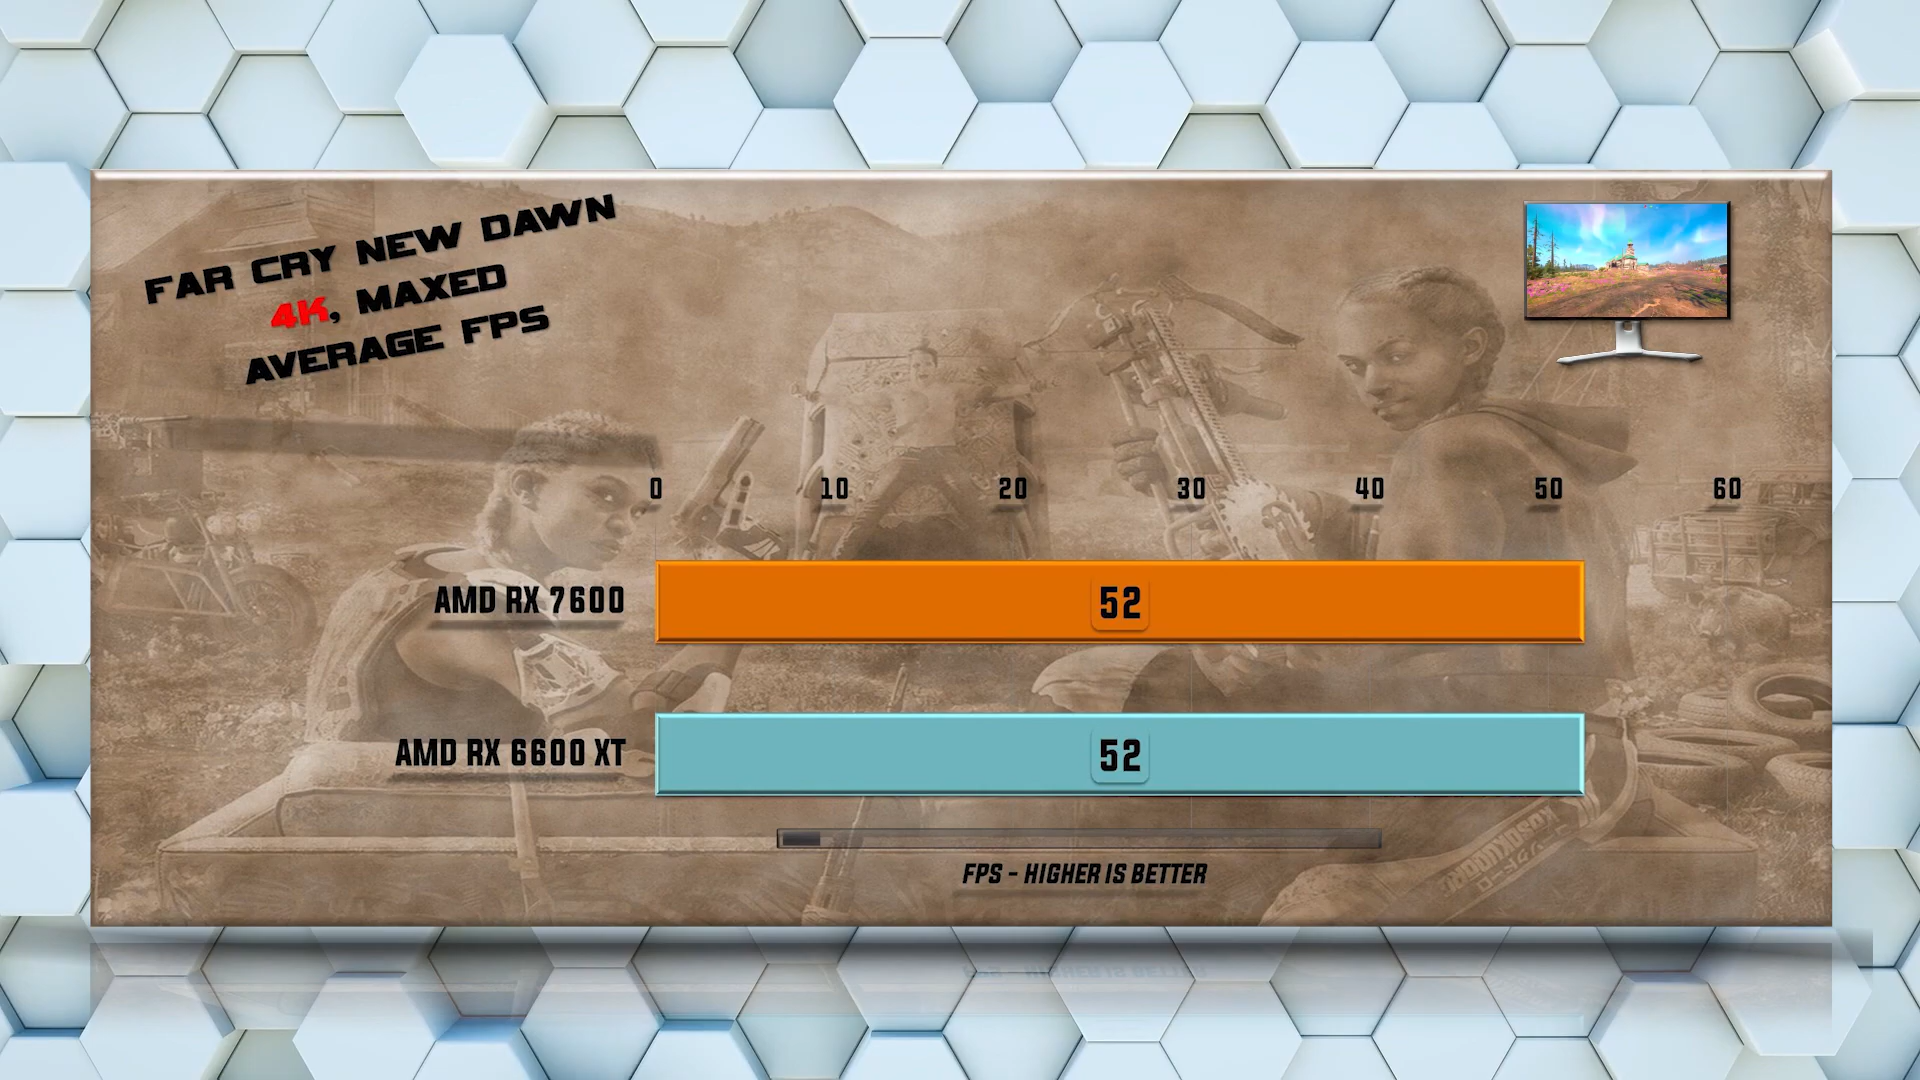 FAR CRY NEW DAWN
4K, MAXED
AVERAGE FPS
0 10 20 30 40 50 60
AMD RX 7600 52
AMD RX 6600 XT 52
FPS - HIGHER IS BETTER